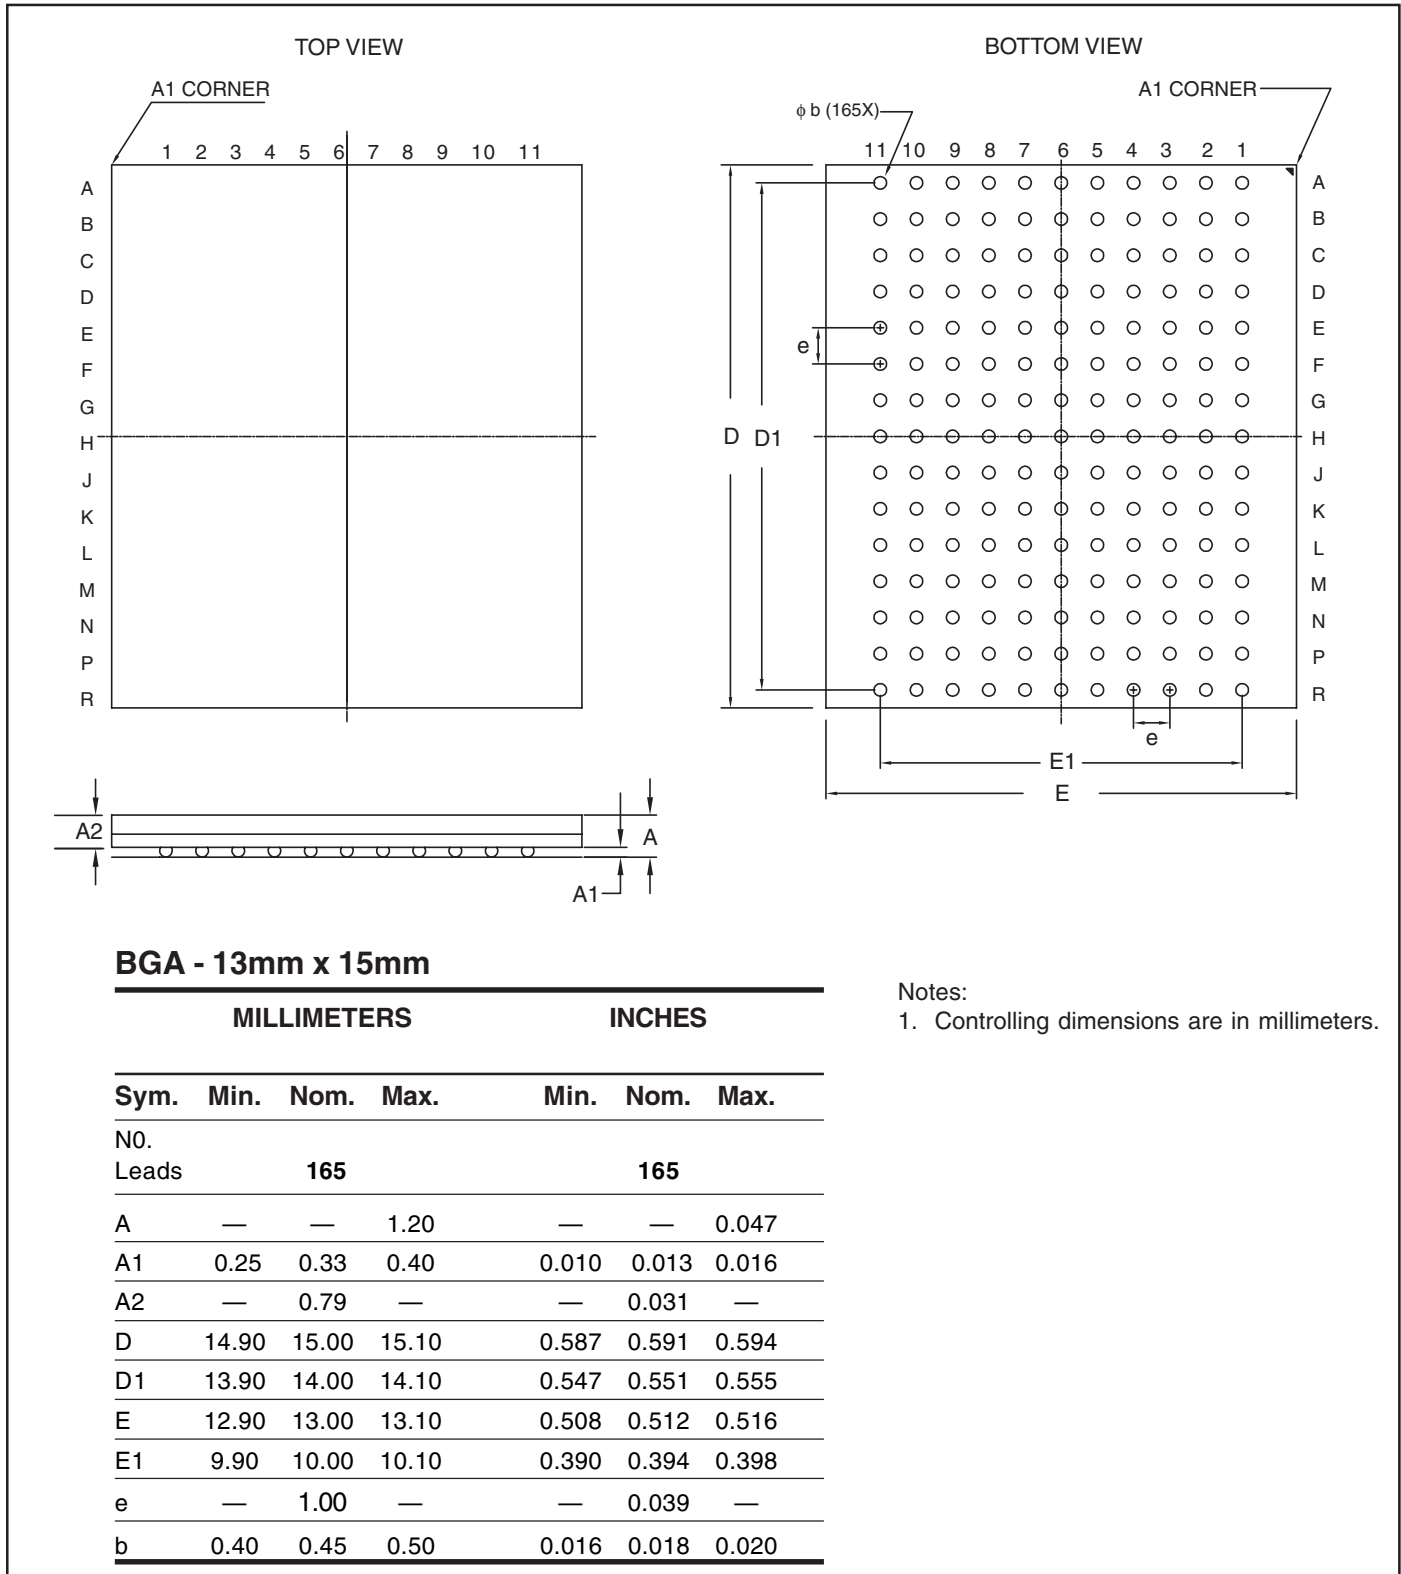 TOP VIEW
A1 CORNER
1 2 3 4 5 6 7 8 9 10 11
A
B
C
D
E
F
G
H
J
K
L
M
N
P
R
BOTTOM VIEW
A1 CORNER
ϕ b (165X)
11 10 9 8 7 6 5 4 3 2 1
A
B
C
D
E
F
G
H
J
K
L
M
N
P
R
e
D D1
e
E1
E
A2
A
A1
BGA - 13mm x 15mm
MILLIMETERS INCHES
Sym. Min. Nom. Max. Min. Nom. Max.
N0.
Leads 165 165
A — — 1.20 — — 0.047
A1 0.25 0.33 0.40 0.010 0.013 0.016
A2 — 0.79 — — 0.031 —
D 14.90 15.00 15.10 0.587 0.591 0.594
D1 13.90 14.00 14.10 0.547 0.551 0.555
E 12.90 13.00 13.10 0.508 0.512 0.516
E1 9.90 10.00 10.10 0.390 0.394 0.398
e — 1.00 — — 0.039 —
b 0.40 0.45 0.50 0.016 0.018 0.020
Notes:
1. Controlling dimensions are in millimeters.